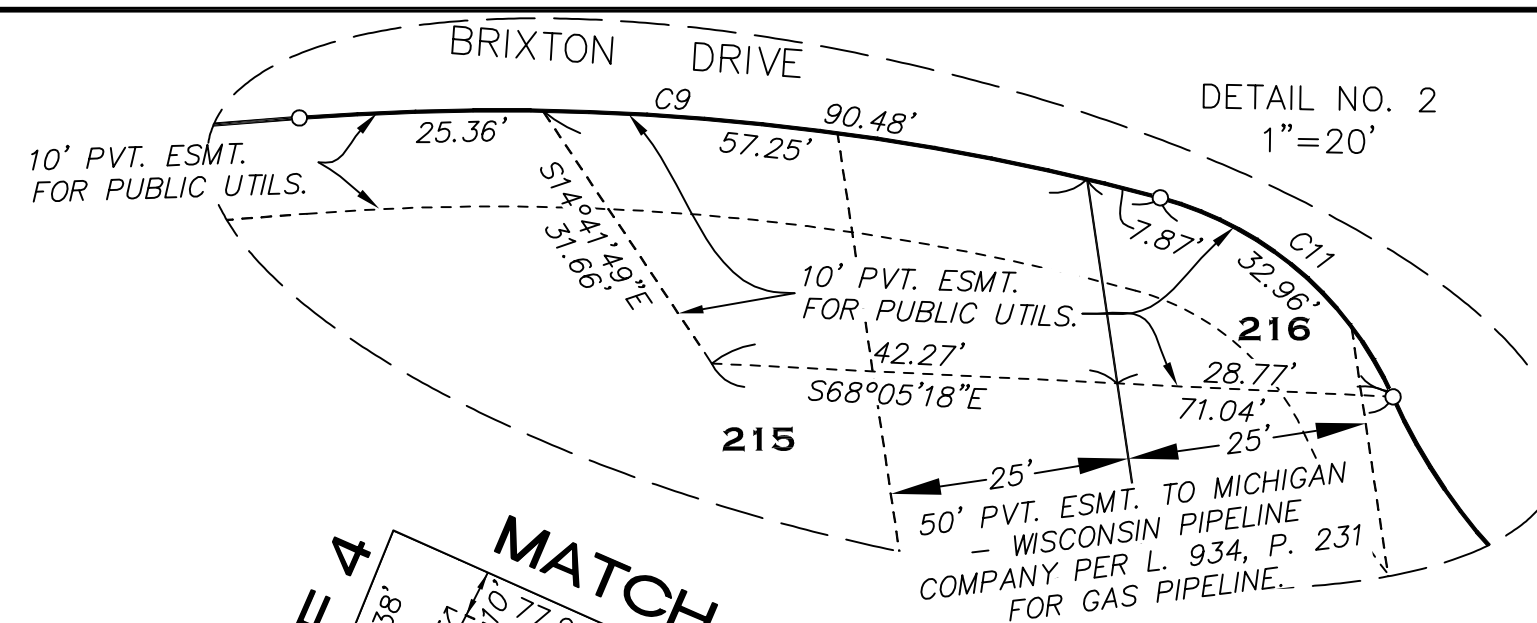 BRIXTON DRIVE
DETAIL NO. 2
1"=20'
C9
90.48'
25.36'
57.25'
10' PVT. ESMT.
FOR PUBLIC UTILS.
S14°41'49"E
31.66'
7.87'
C11
32.96'
10' PVT. ESMT.
FOR PUBLIC UTILS.
216
42.27'
28.77'
S68°05'18"E
71.04'
215
25'
25'
50' PVT. ESMT. TO MICHIGAN
- WISCONSIN PIPELINE
COMPANY PER L. 934, P. 231
FOR GAS PIPELINE.
MATCH
4
38'
10'